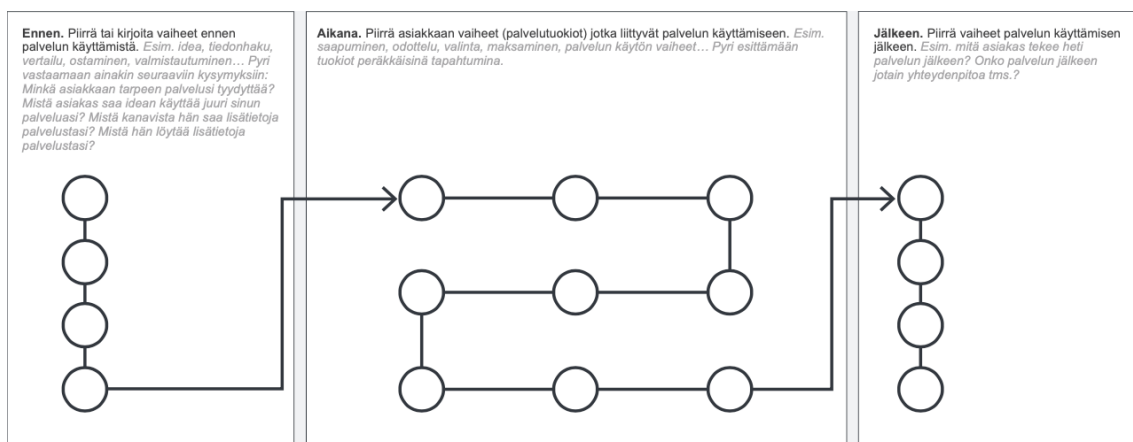 Ennen. Piirrä tai kirjoita vaiheet ennen
palvelun käyttämistä. Esim. idea, tiedonhaku,
vertailu, ostaminen, valmistautuminen… Pyri
vastaamaan ainakin seuraaviin kysymyksiin:
Minkä asiakkaan tarpeen palvelusi tyydyttää?
Mistä asiakas saa idean käyttää juuri sinun
palveluasi? Mistä kanavista hän saa lisätietoja
palvelustasi? Mistä hän löytää lisätietoja
palvelustasi?
Aikana. Piirrä asiakkaan vaiheet (palvelutuokiot) jotka liittyvät palvelun käyttämiseen. Esim.
saapuminen, odottelu, valinta, maksaminen, palvelun käytön vaiheet… Pyri esittämään
tuokiot peräkkäisinä tapahtumina.
Jälkeen. Piirrä vaiheet palvelun käyttämisen
jälkeen. Esim. mitä asiakas tekee heti
palvelun jälkeen? Onko palvelun jälkeen
jotain yhteydenpitoa tms.?